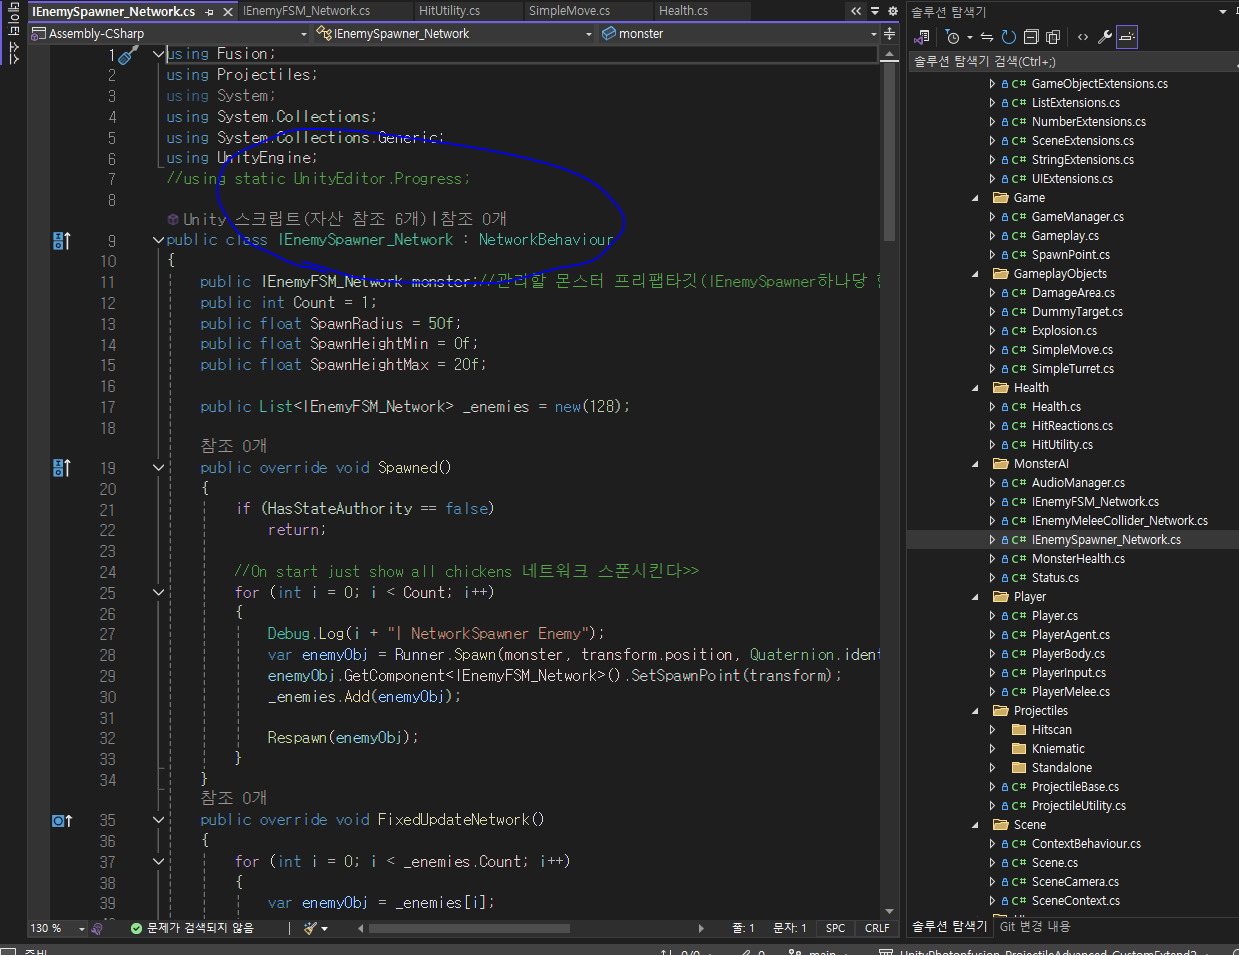 데이터 소스
IEnemySpawner_Network.cs
IEnemyFSM_Network.cs
HitUtility.cs
SimpleMove.cs
Health.cs
Assembly-CSharp
IEnemySpawner_Network
monster
1 using Fusion;
2 using Projectiles;
3 using System;
4 using System.Collections;
5 using System.Collections.Generic;
6 using UnityEngine;
7 //using static UnityEditor.Progress;
8
Unity 스크립트(자산 참조 6개)|참조 0개
9 public class IEnemySpawner_Network : NetworkBehaviour
10 {
11 public IEnemyFSM_Network monster;//관리할 몬스터 프리팹타깃(IEnemySpawner하나당
12 public int Count = 1;
13 public float SpawnRadius = 50f;
14 public float SpawnHeightMin = 0f;
15 public float SpawnHeightMax = 20f;
16
17 public List<IEnemyFSM_Network> _enemies = new(128);
18
참조 0개
19 public override void Spawned()
20 {
21 if (HasStateAuthority == false)
22 return;
23
24 //On start just show all chickens 네트워크 스폰시킨다>>
25 for (int i = 0; i < Count; i++)
26 {
27 Debug.Log(i + "| NetworkSpawner Enemy");
28 var enemyObj = Runner.Spawn(monster, transform.position, Quaternion.ident
29 enemyObj.GetComponent<IEnemyFSM_Network>().SetSpawnPoint(transform);
30 _enemies.Add(enemyObj);
31
32 Respawn(enemyObj);
33 }
34 }
참조 0개
35 public override void FixedUpdateNetwork()
36 {
37 for (int i = 0; i < _enemies.Count; i++)
38 {
39 var enemyObj = _enemies[i];
130 %
문제가 검색되지 않음
줄: 1
문자: 1
SPC
CRLF
솔루션 탐색기
솔루션 탐색기 검색(Ctrl+;)
C# GameObjectExtensions.cs
C# ListExtensions.cs
C# NumberExtensions.cs
C# SceneExtensions.cs
C# StringExtensions.cs
C# UIExtensions.cs
Game
C# GameManager.cs
C# Gameplay.cs
C# SpawnPoint.cs
GameplayObjects
C# DamageArea.cs
C# DummyTarget.cs
C# Explosion.cs
C# SimpleMove.cs
C# SimpleTurret.cs
Health
C# Health.cs
C# HitReactions.cs
C# HitUtility.cs
MonsterAI
C# AudioManager.cs
C# IEnemyFSM_Network.cs
C# IEnemyMeleeCollider_Network.cs
C# IEnemySpawner_Network.cs
C# MonsterHealth.cs
C# Status.cs
Player
C# Player.cs
C# PlayerAgent.cs
C# PlayerBody.cs
C# PlayerInput.cs
C# PlayerMelee.cs
Projectiles
Hitscan
Kniematic
Standalone
C# ProjectileBase.cs
C# ProjectileUtility.cs
Scene
C# ContextBehaviour.cs
C# Scene.cs
C# SceneCamera.cs
C# SceneContext.cs
솔루션 탐색기
Git 변경 내용
준비
0/0
0
main
UnityPhotonfusion_ProjectileAdvanced_CustomExtend2